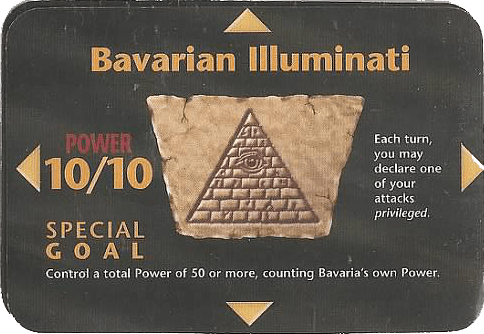 Bavarian Illuminati
POWER
10/10
Each turn,
you may
declare one
of your
attacks
privileged.
SPECIAL
GOAL
Control a total Power of 50 or more, counting Bavaria's own Power.